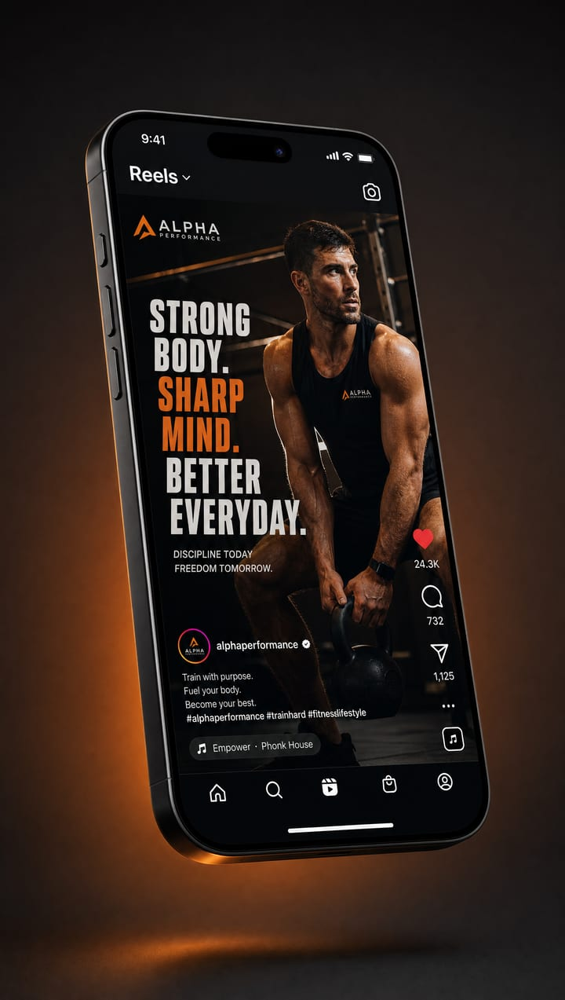 9:41
Reels
ALPHA
PERFORMANCE
STRONG
BODY.
SHARP
MIND.
BETTER
EVERYDAY.
DISCIPLINE TODAY
FREEDOM TOMORROW.
ALPHA
PERFORMANCE
24.3K
732
1,125
ALPHA
alphaperformance
Train with purpose.
Fuel your body.
Become your best.
#alphaperformance #trainhard #fitnesslifestyle
Empower · Phonk House